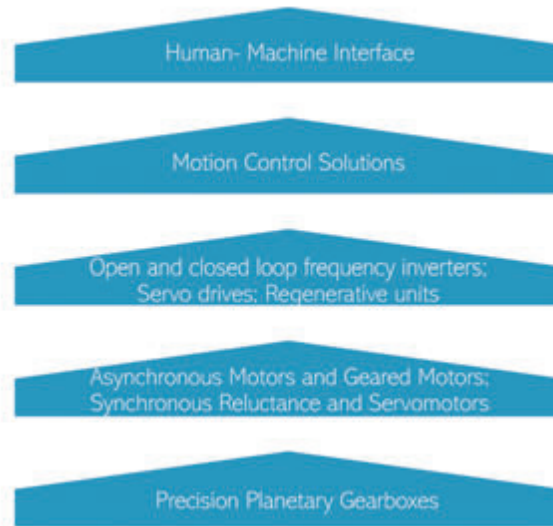 Human- Machine Interface
Motion Control Solutions
Open and closed loop frequency inverters;
Servo drives; Regenerative units
Asynchronous Motors and Geared Motors;
Synchronous Reluctance and Servomotors
Precision Planetary Gearboxes